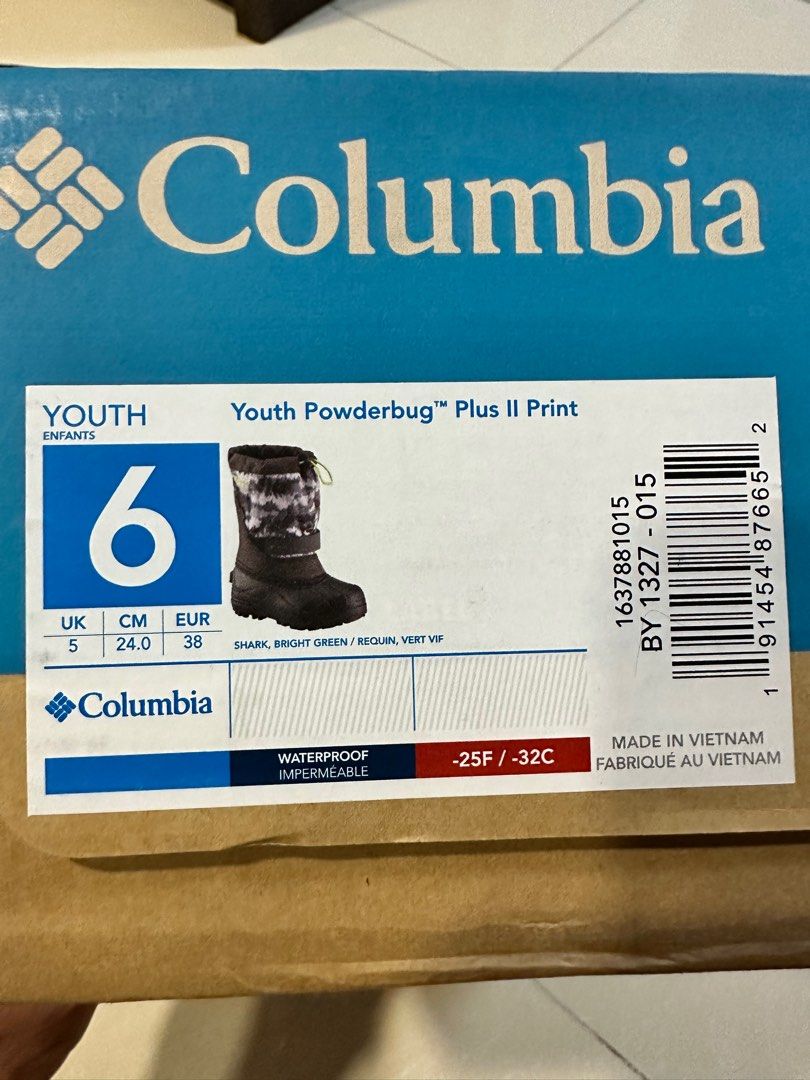 Columbia
YOUTH
ENFANTS
6
UK CM EUR
5 24.0 38
Youth Powderbug™ Plus II Print
SHARK, BRIGHT GREEN / REQUIN, VERT VIF
Columbia
WATERPROOF
IMPERMÉABLE
-25F / -32C
1637881015
BY 1327 - 015
1 91454 87665 2
MADE IN VIETNAM
FABRIQUÉ AU VIETNAM